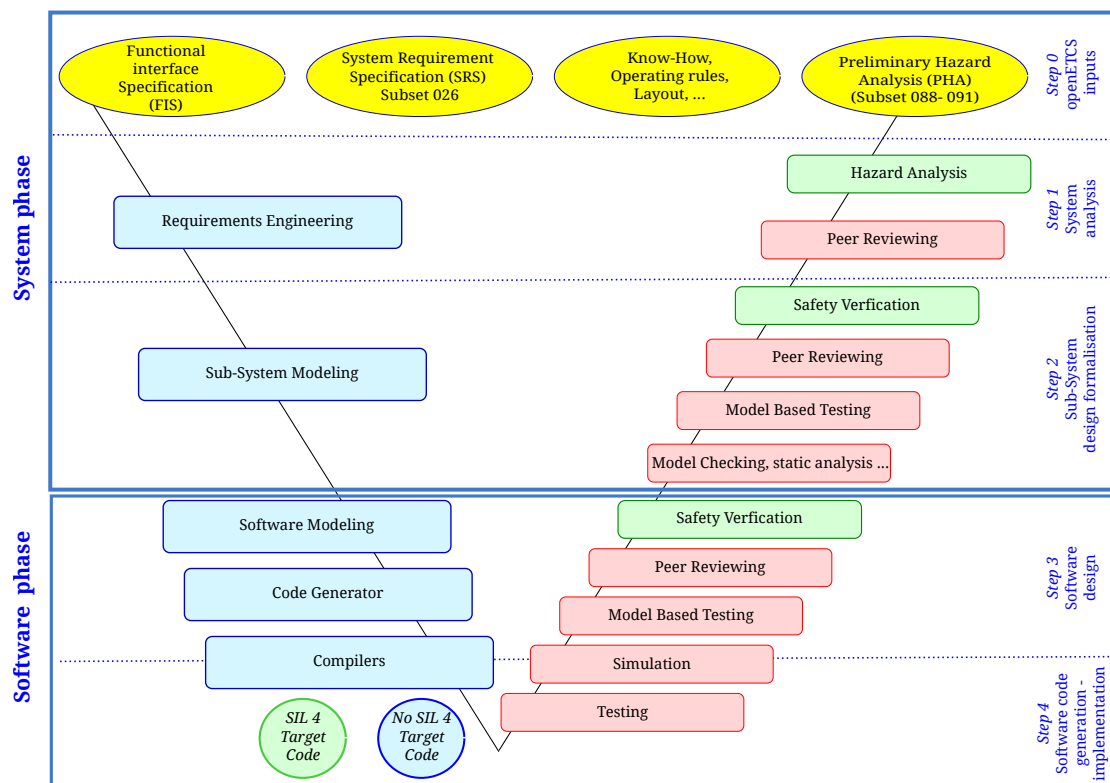 Functional
interface
Specification
(FIS)
System Requirement
Specification (SRS)
Subset 026
Know-How,
Operating rules,
Layout, ...
Preliminary Hazard
Analysis (PHA)
(Subset 088- 091)
Step 0
openETCS
inputs
System phase
Hazard Analysis
Requirements Engineering
Peer Reviewing
Step 1
System
analysis
Safety Verfication
Sub-System Modeling
Peer Reviewing
Model Based Testing
Model Checking, static analysis ...
Step 2
Sub-System
design formalisation
Software phase
Software Modeling
Safety Verfication
Peer Reviewing
Code Generator
Model Based Testing
Step 3
Software
design
Compilers
Simulation
Testing
SIL 4
Target
Code
No SIL 4
Target
Code
Step 4
Software code
generation -
implementation